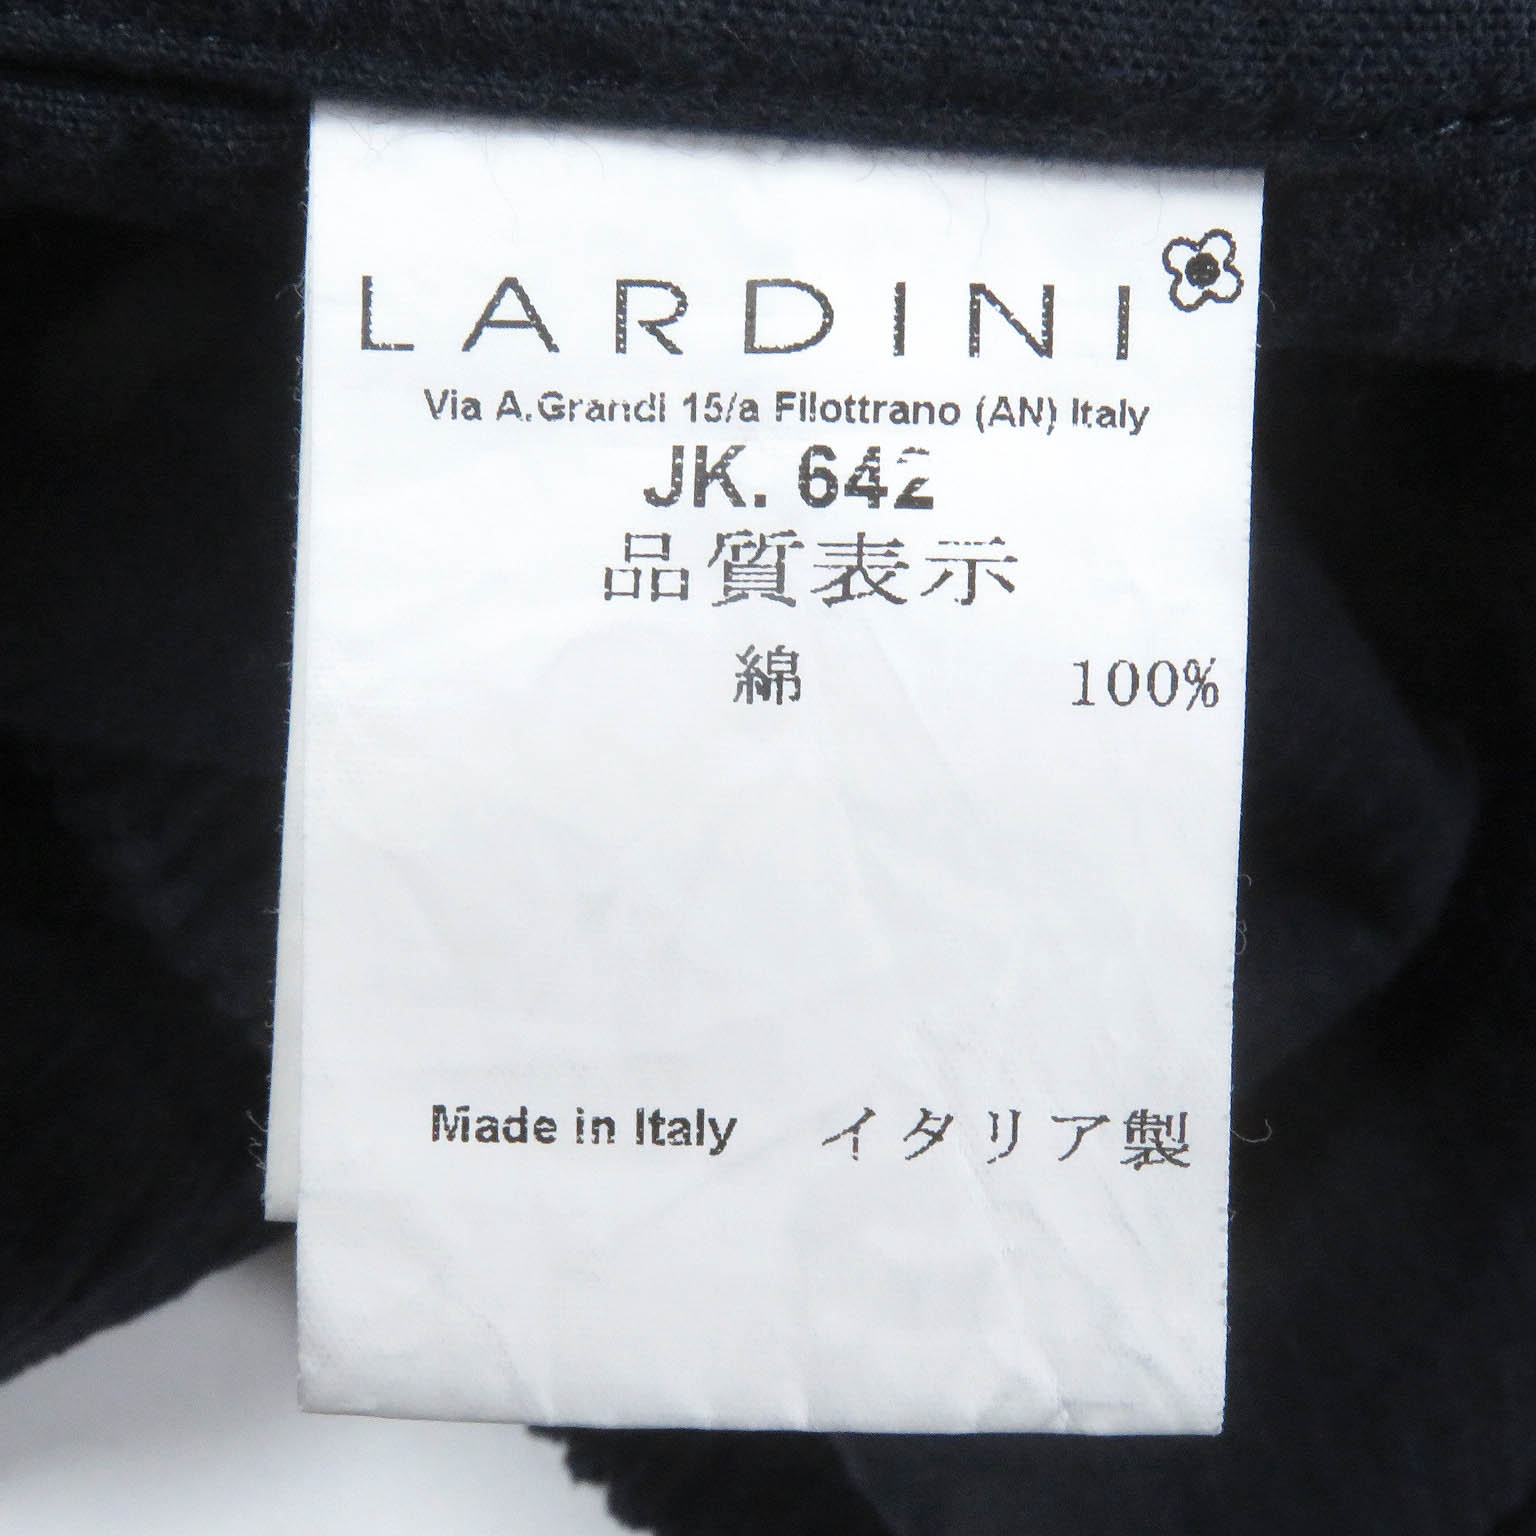 LARDINI
Via A.Grandi 15/a Filottrano (AN) Italy
JK. 642
品質表示
綿 100%
Made in Italy イタリア製